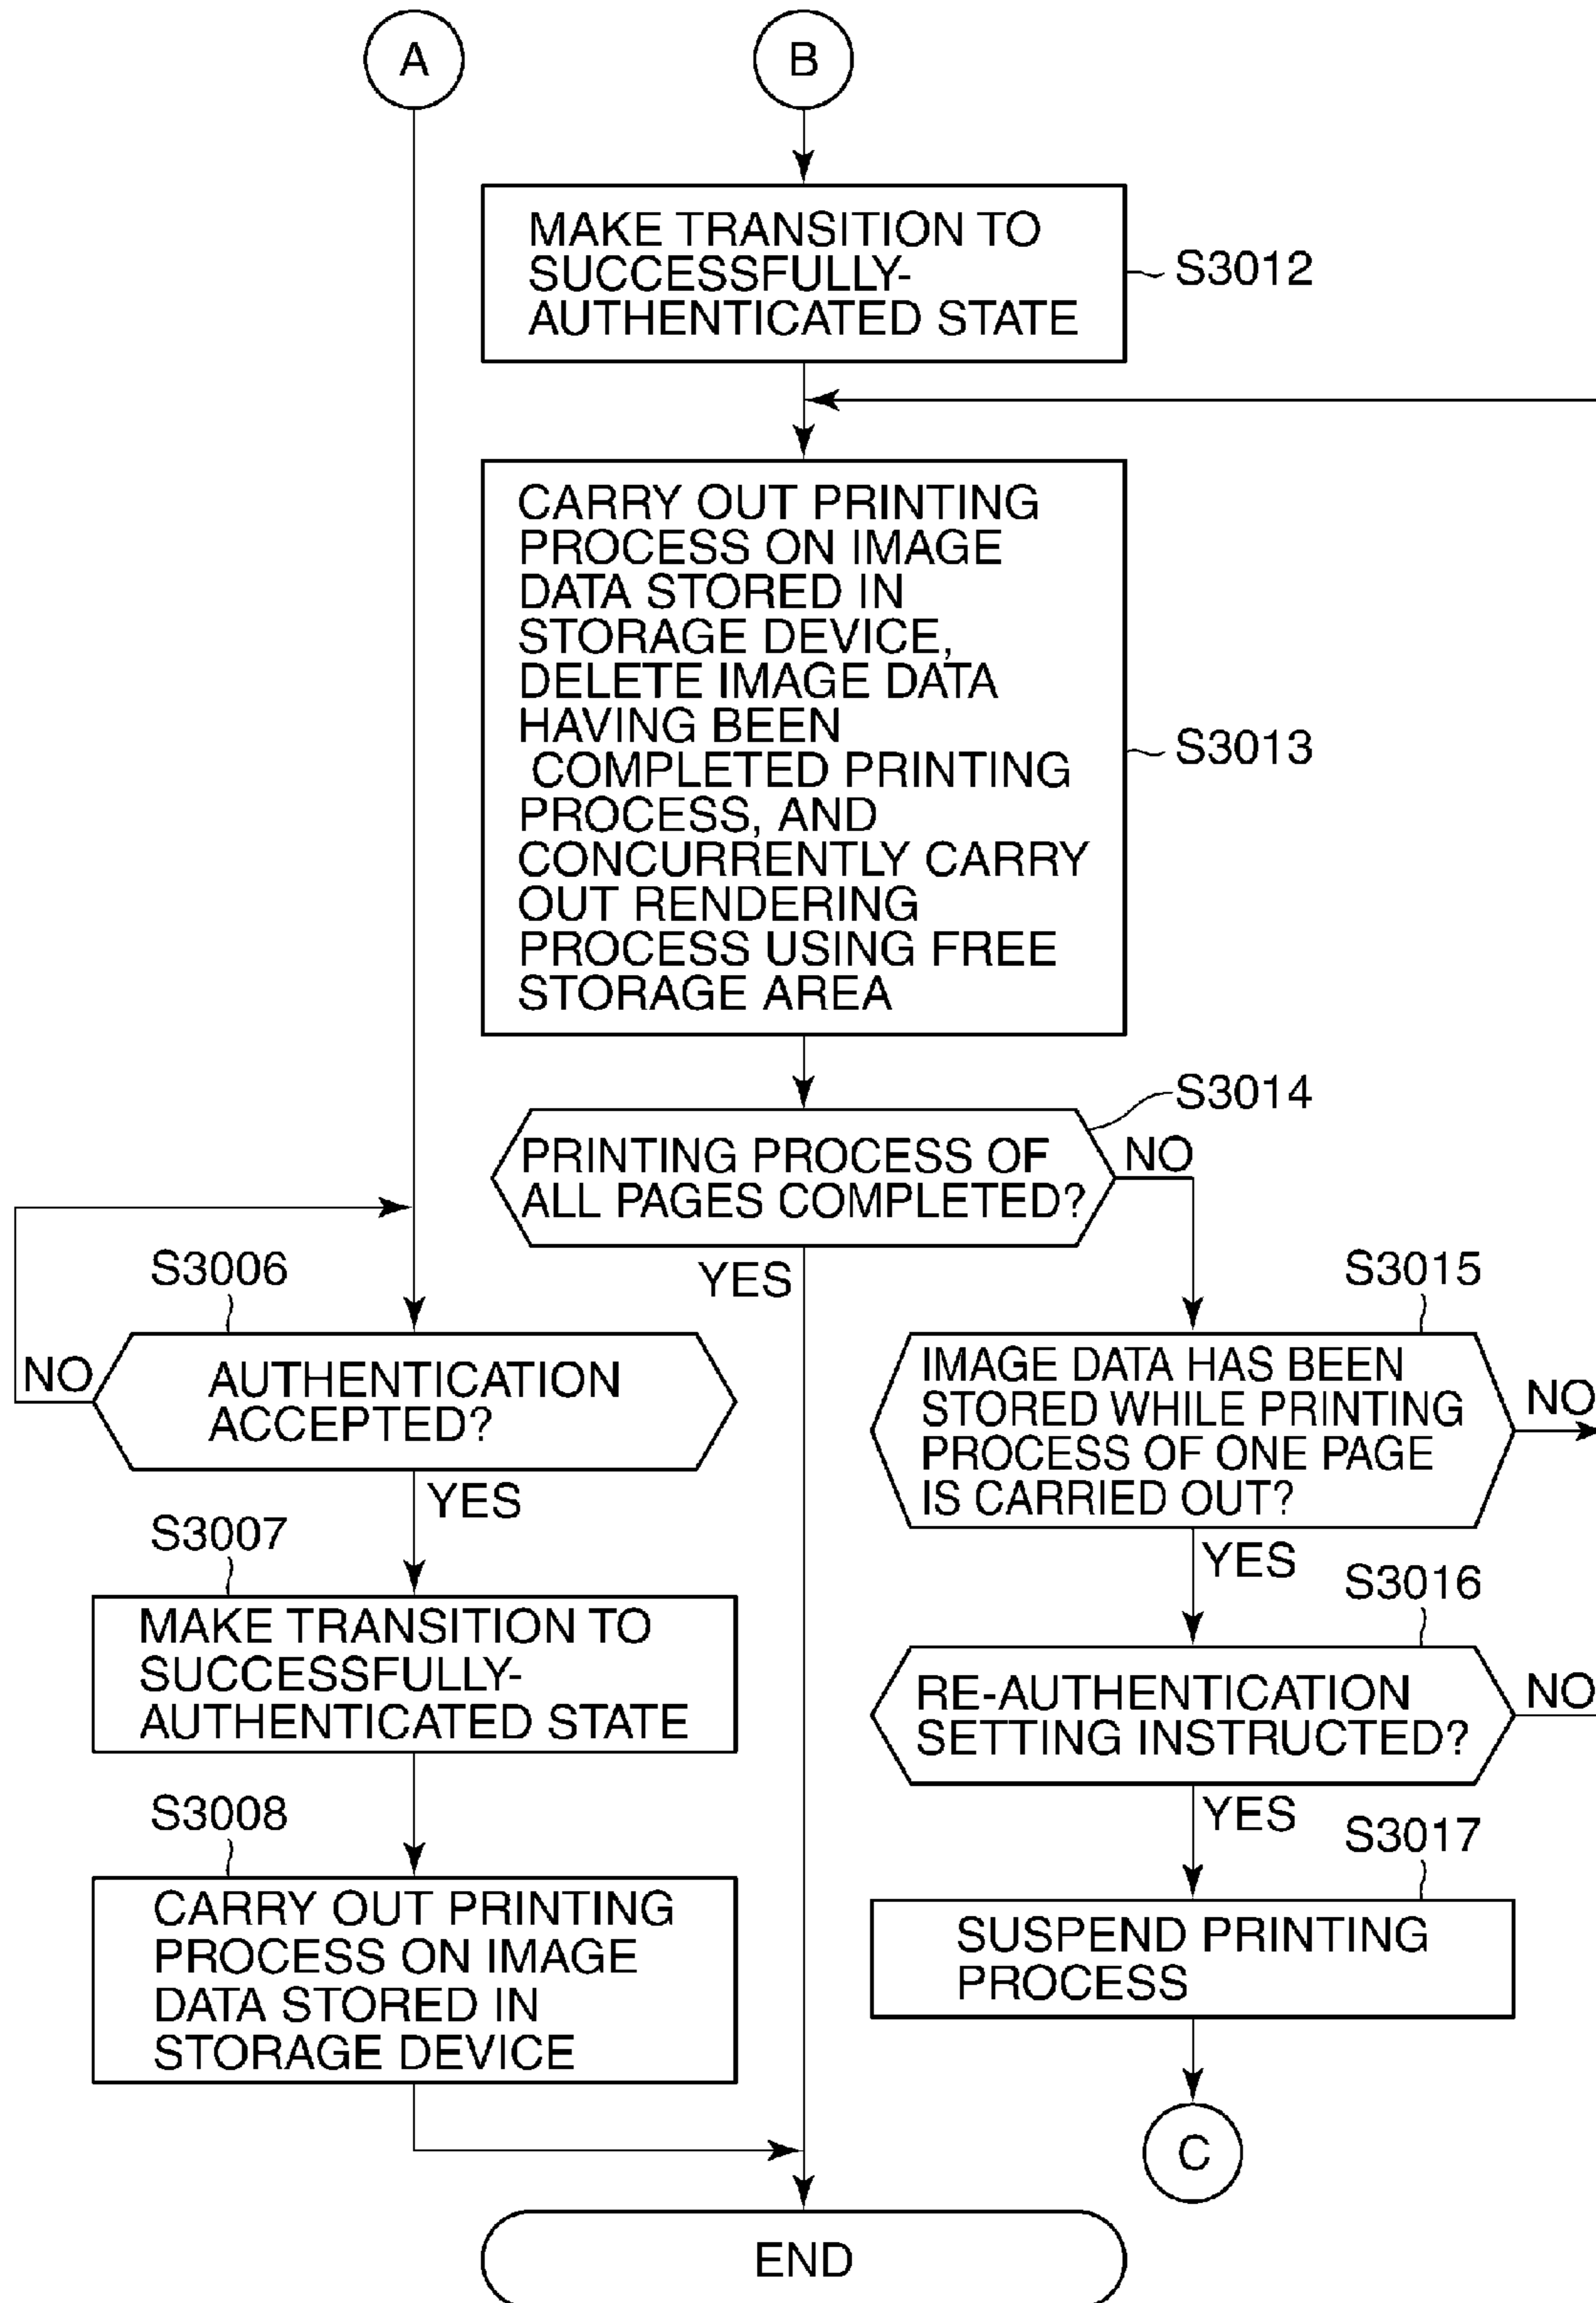 A
B
MAKE TRANSITION TO
SUCCESSFULLY-
AUTHENTICATED STATE
S3012
CARRY OUT PRINTING
PROCESS ON IMAGE
DATA STORED IN
STORAGE DEVICE,
DELETE IMAGE DATA
HAVING BEEN
COMPLETED PRINTING
PROCESS, AND
CONCURRENTLY CARRY
OUT RENDERING
PROCESS USING FREE
STORAGE AREA
S3013
S3014
PRINTING PROCESS OF
ALL PAGES COMPLETED?
NO
YES
S3006
NO
AUTHENTICATION
ACCEPTED?
YES
S3015
IMAGE DATA HAS BEEN
STORED WHILE PRINTING
PROCESS OF ONE PAGE
IS CARRIED OUT?
NO
YES
S3007
MAKE TRANSITION TO
SUCCESSFULLY-
AUTHENTICATED STATE
S3016
RE-AUTHENTICATION
SETTING INSTRUCTED?
NO
YES
S3008
CARRY OUT PRINTING
PROCESS ON IMAGE
DATA STORED IN
STORAGE DEVICE
S3017
SUSPEND PRINTING
PROCESS
C
END